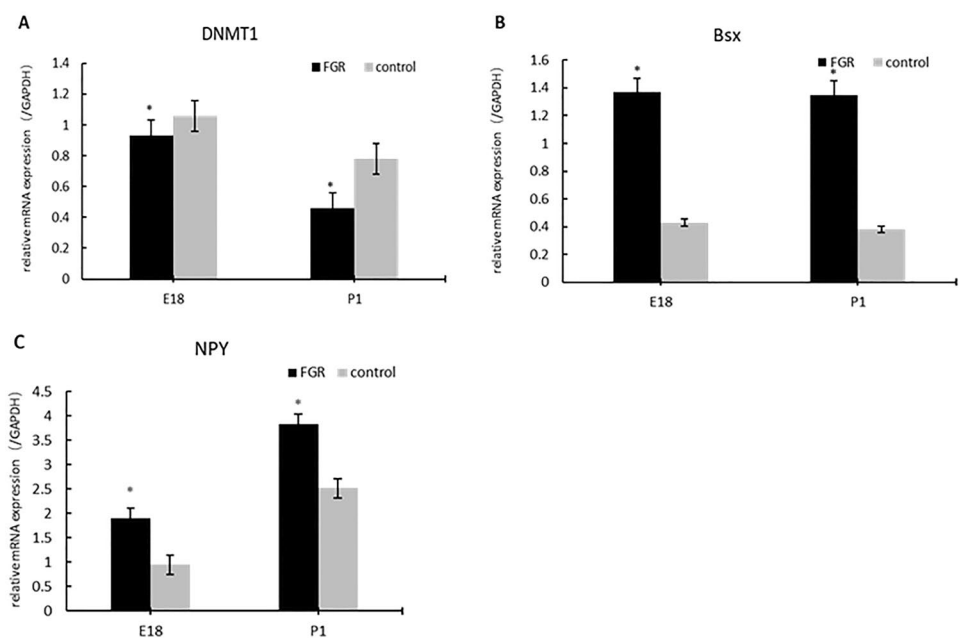 A
DNMT1
FGR control
relative mRNA expression (/GAPDH)
1.4
1.2
1
0.8
0.6
0.4
0.2
0
*
*
E18 P1
B
Bsx
FGR control
relative mRNA expression (/GAPDH)
1.6
1.4
1.2
1
0.8
0.6
0.4
0.2
0
*
*
E18 P1
C
NPY
FGR control
relative mRNA expression (/GAPDH)
4.5
4
3.5
3
2.5
2
1.5
1
0.5
0
*
*
E18 P1